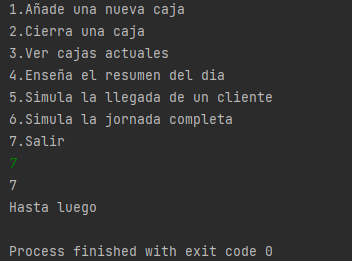 1.Añade una nueva caja
2.Cierra una caja
3.Ver cajas actuales
4.Enseña el resumen del dia
5.Simula la llegada de un cliente
6.Simula la jornada completa
7.Salir
7
7
Hasta luego
Process finished with exit code 0